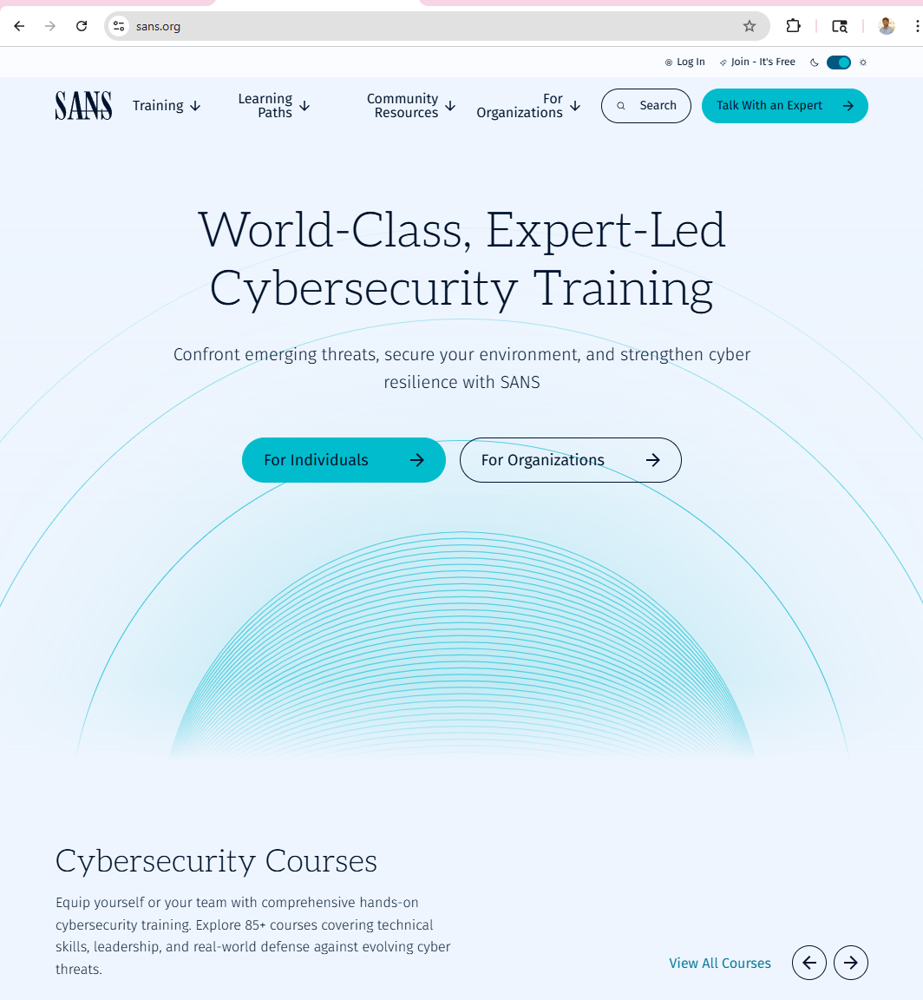 sans.org
Log In
Join - It's Free
SANS
Training
Learning
Paths
Community
Resources
For
Organizations
Search
Talk With an Expert
World-Class, Expert-Led
Cybersecurity Training
Confront emerging threats, secure your environment, and strengthen cyber
resilience with SANS
For Individuals
For Organizations
Cybersecurity Courses
Equip yourself or your team with comprehensive hands-on
cybersecurity training. Explore 85+ courses covering technical
skills, leadership, and real-world defense against evolving cyber
threats.
View All Courses